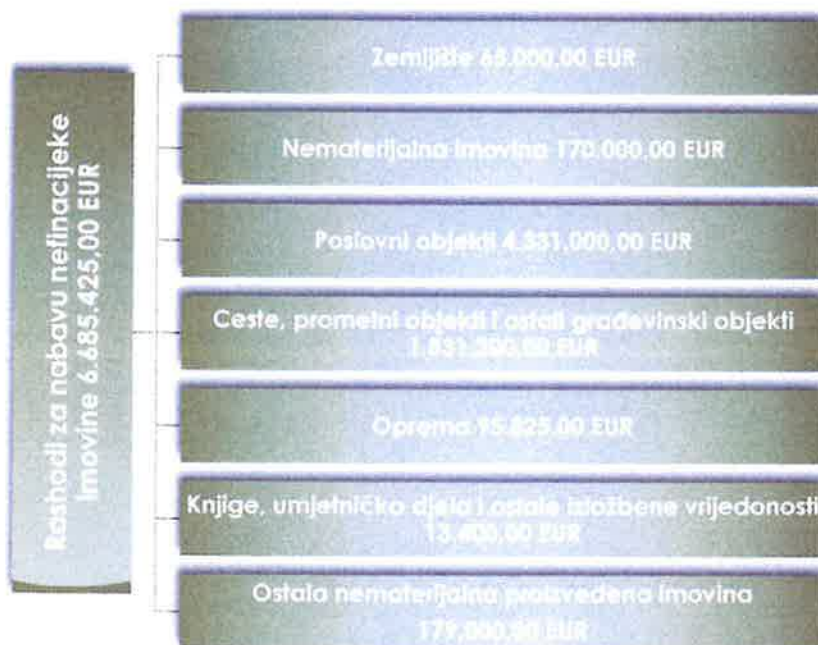 Rashodi za nabavu nefinacijeke
Imovine 6.685.425,00 EUR
Zemljište 65.000,00 EUR
Nematerijalna imovina 170.000,00 EUR
Poslovni objekti 4.331.000,00 EUR
Ceste, prometni objekti i ostali građevinski objekti
1.831.200,00 EUR
Oprema 95.825,00 EUR
Knjige, umjetničko djela i ostale izložbene vrijedonosti
13.400,00 EUR
Ostala nematerijalna proizvedena imovina
179.000,00 EUR